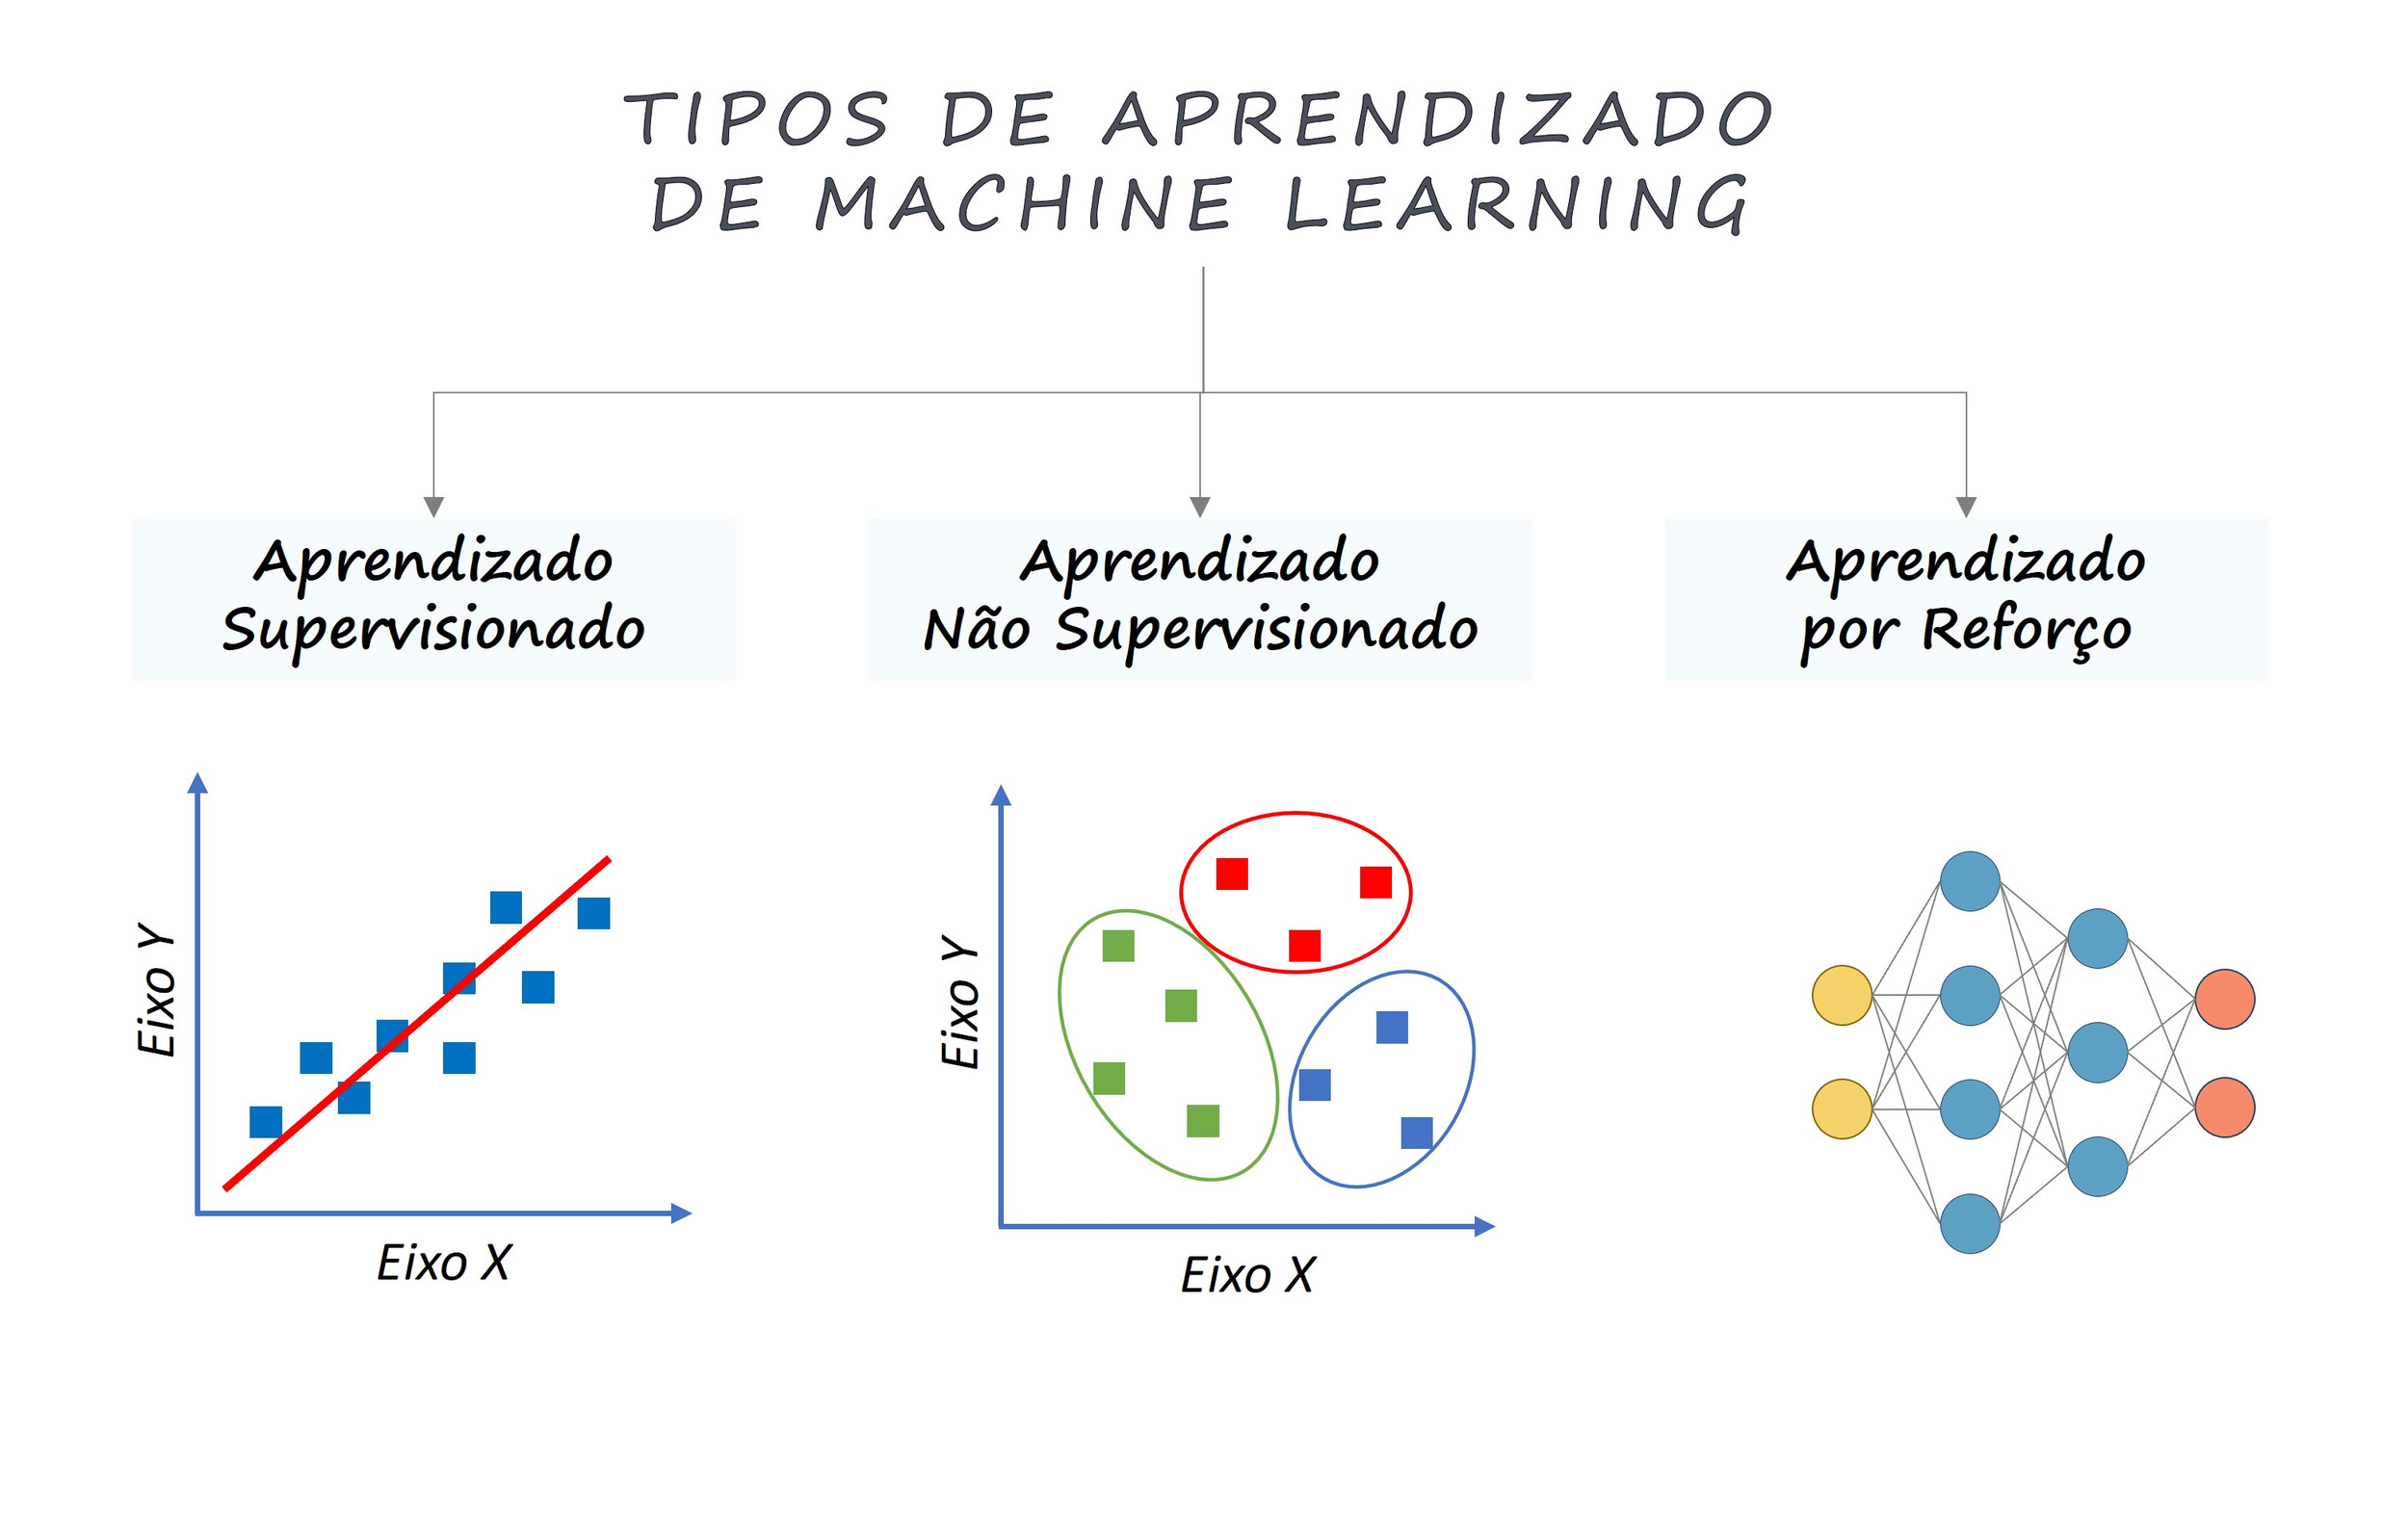 TIPOS DE APRENDIZADO
DE MACHINE LEARNING
Aprendizado
Supervisionado
Aprendizado
Não Supervisionado
Aprendizado
por Reforço
Eixo Y
Eixo X
Eixo Y
Eixo X